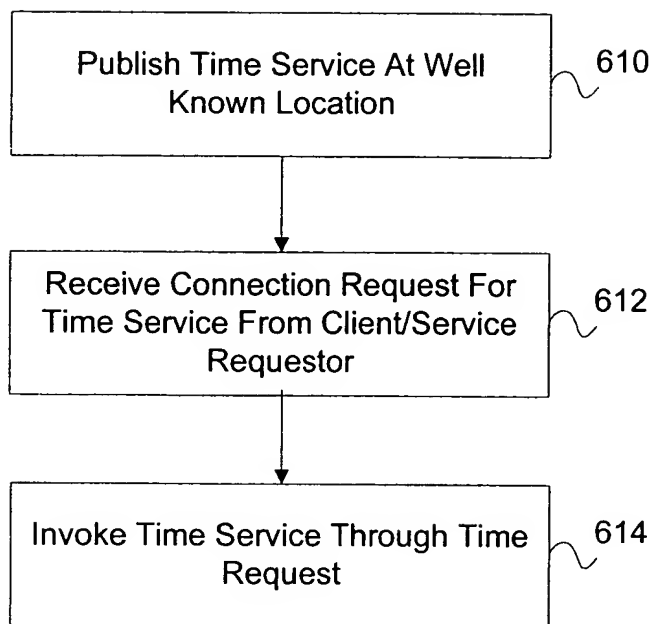 Publish Time Service At Well
Known Location
610
Receive Connection Request For
Time Service From Client/Service
Requestor
612
Invoke Time Service Through Time
Request
614